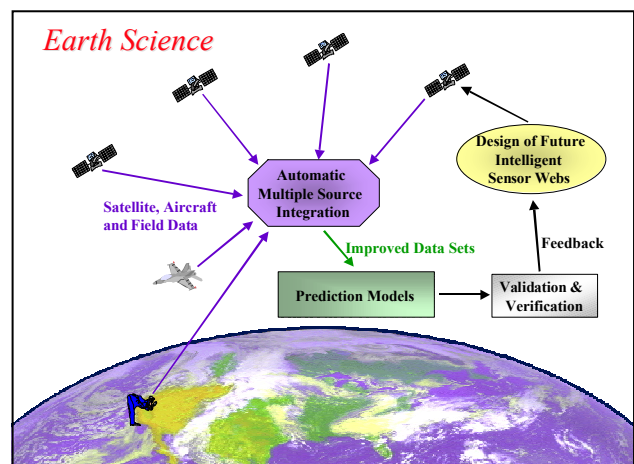 Earth Science
Design of Future
Intelligent
Sensor Webs
Automatic
Multiple Source
Integration
Satellite, Aircraft
and Field Data
Improved Data Sets
Feedback
Prediction Models
Validation &
Verification